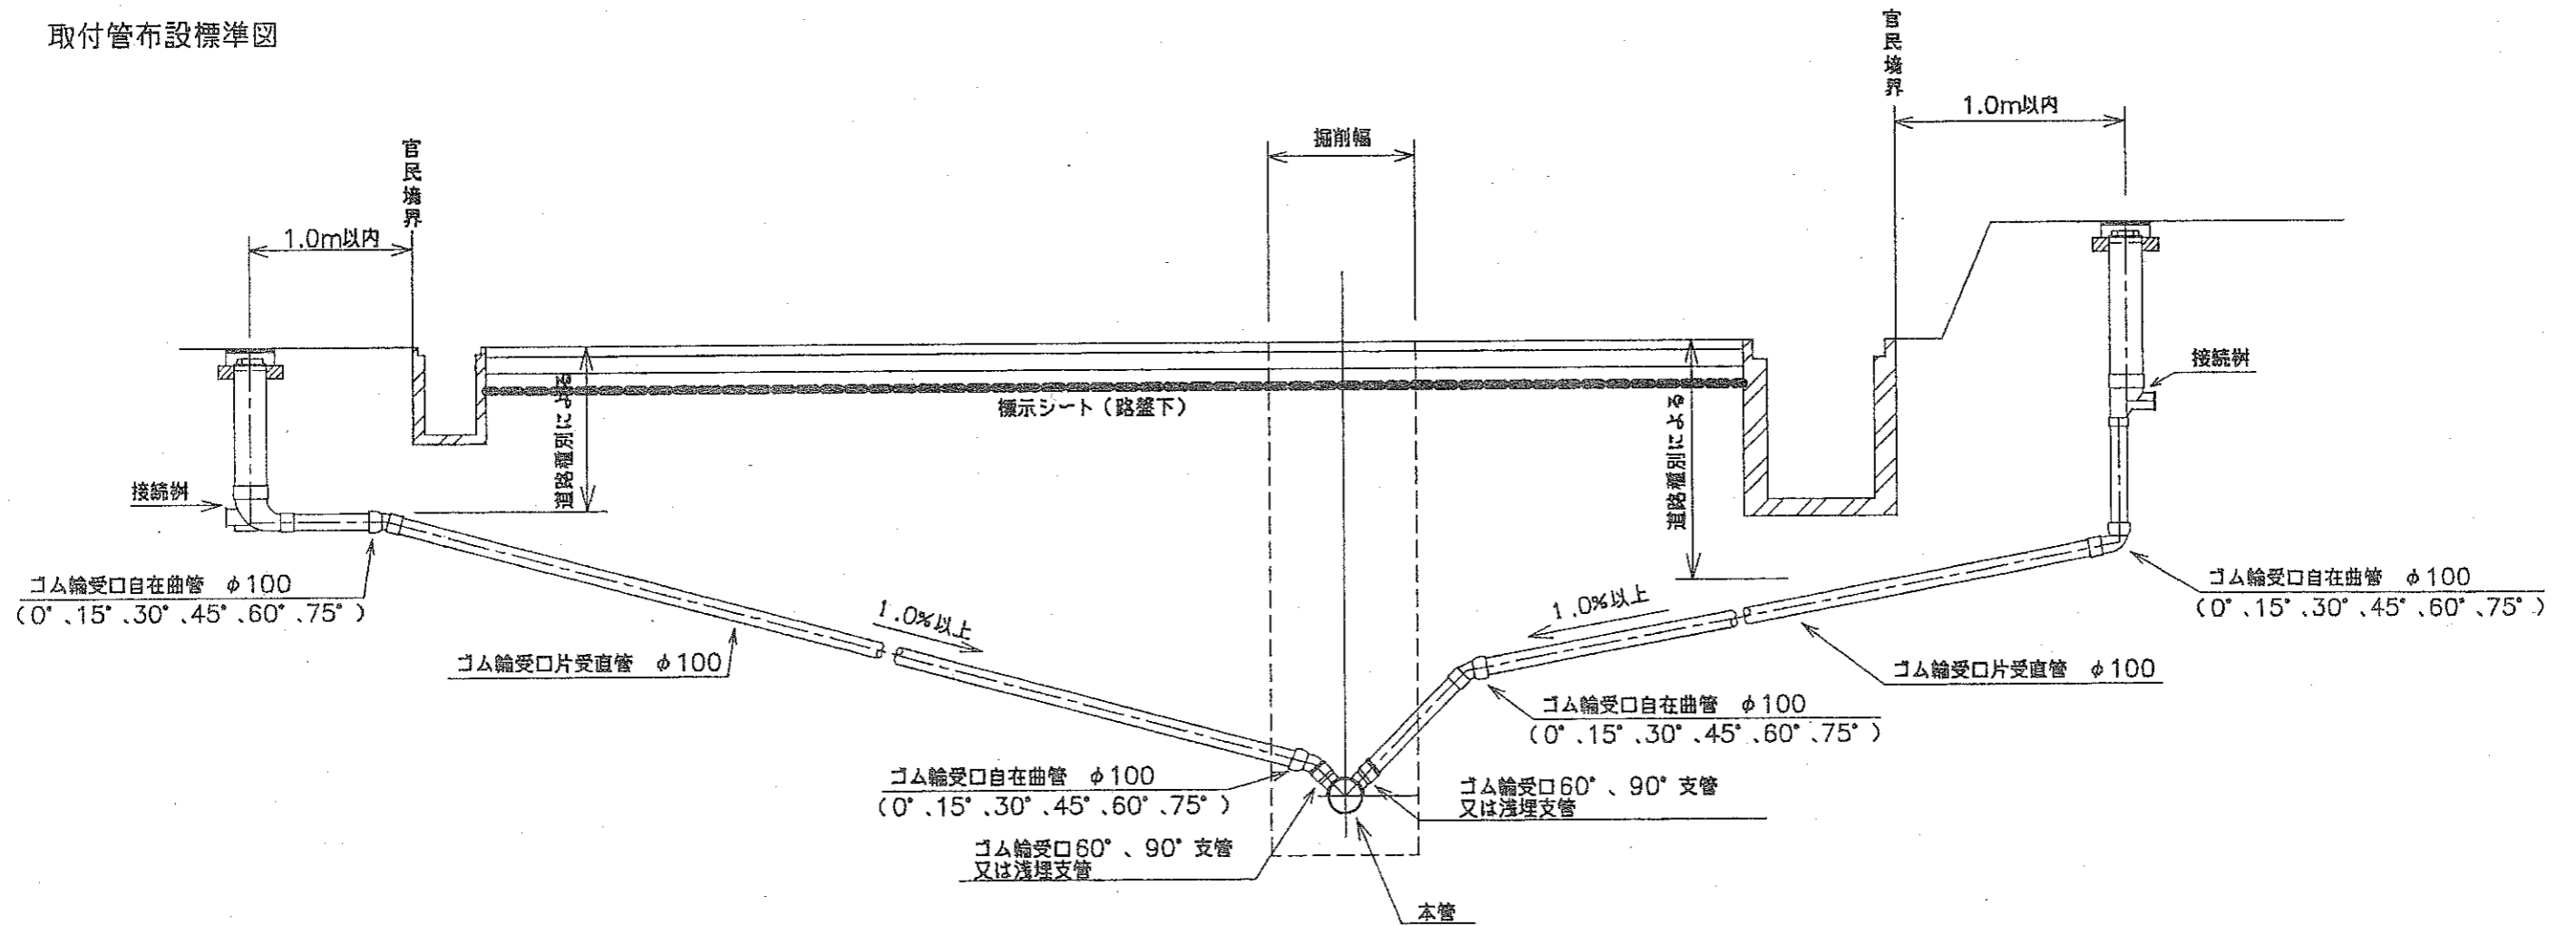 取付管布設標準図
官民境界
1.0m以内
掘削幅
官民境界
1.0m以内
接続桝
標示シート（路盤下）
道路種別による
道路種別による
接続桝
ゴム輪受口自在曲管 φ100
（0°、15°、30°、45°、60°、75°）
1.0%以上
1.0%以上
ゴム輪受口自在曲管 φ100
（0°、15°、30°、45°、60°、75°）
ゴム輪受口片受直管 φ100
ゴム輪受口片受直管 φ100
ゴム輪受口自在曲管 φ100
（0°、15°、30°、45°、60°、75°）
ゴム輪受口自在曲管 φ100
（0°、15°、30°、45°、60°、75°）
ゴム輪受口60°、90°支管
又は浅埋支管
ゴム輪受口60°、90°支管
又は浅埋支管
本管